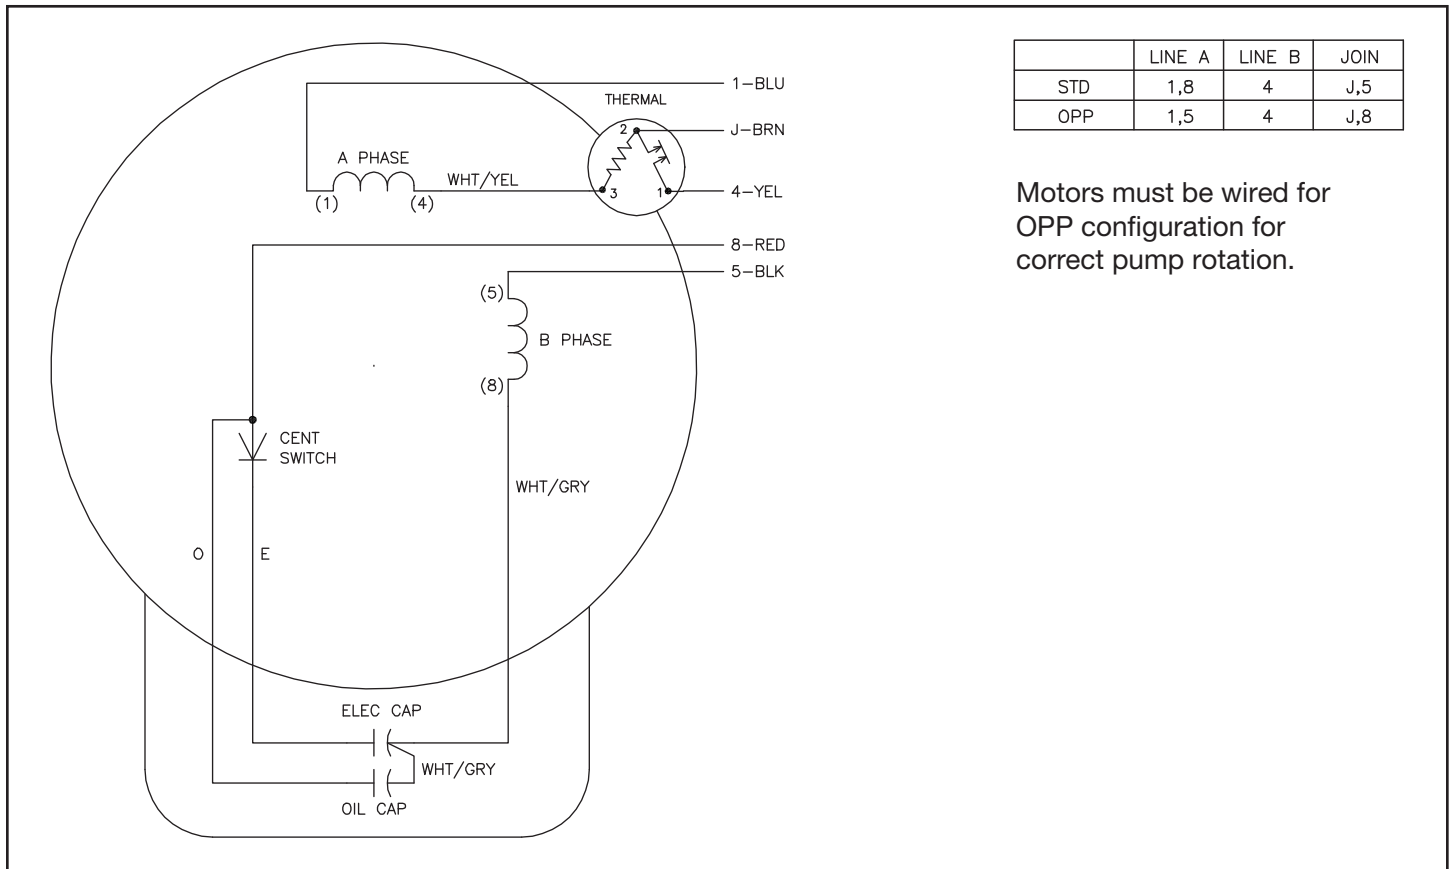 1-BLU
THERMAL
2
J-BRN
A PHASE
WHT/YEL
(1)
(4)
3
1
4-YEL
8-RED
5-BLK
(5)
B PHASE
(8)
CENT
SWITCH
WHT/GRY
O
E
ELEC CAP
WHT/GRY
OIL CAP
LINE A LINE B JOIN
STD 1,8 4 J,5
OPP 1,5 4 J,8
Motors must be wired for
OPP configuration for
correct pump rotation.